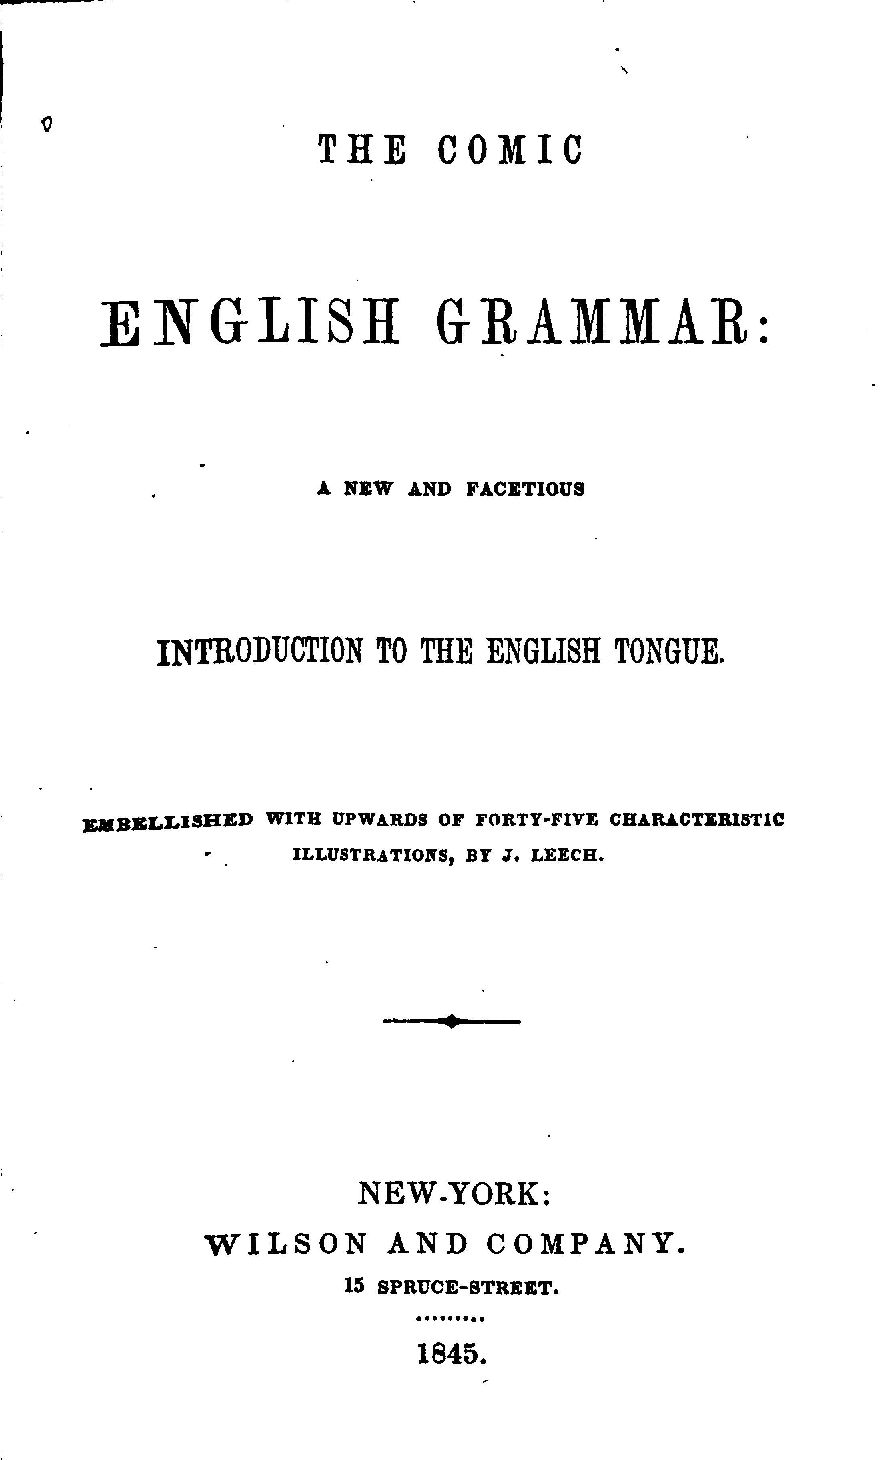 THE COMIC
ENGLISH GRAMMAR:
A NEW AND FACETIOUS
INTRODUCTION TO THE ENGLISH TONGUE.
EMBELLISHED WITH UPWARDS OF FORTY-FIVE CHARACTERISTIC
ILLUSTRATIONS, BY J. LEECH.
NEW-YORK:
WILSON AND COMPANY.
15 SPRUCE-STREET.
1845.